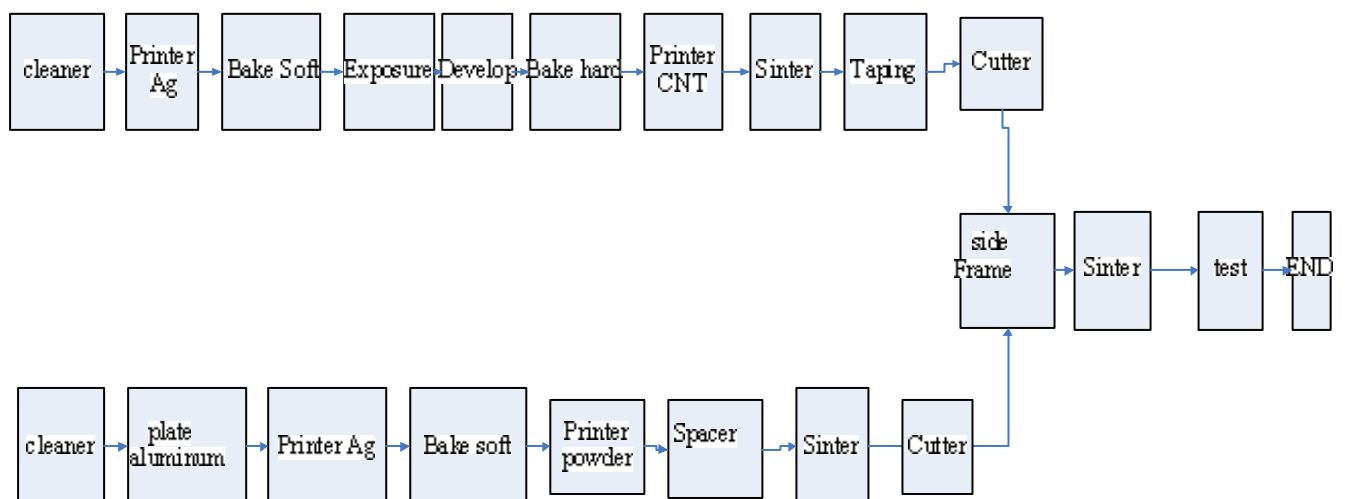 cleaner
Printer
Ag
Bake Soft
Exposure
Develop
Bake hard
Printer
CNT
Sinter
Taping
Cutter
side
Frame
Sinter
test
END
cleaner
plate
aluminum
Printer Ag
Bake soft
Printer
powder
Spacer
Sinter
Cutter